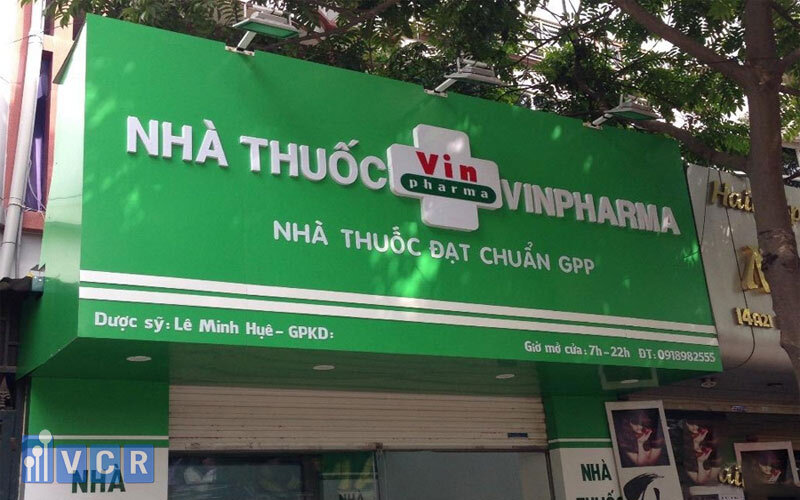 NHÀ THUỐC
Vin
pharma
VINPHARMA
NHÀ THUỐC ĐẠT CHUẨN GPP
Dược sỹ: Lê Minh Huệ - GPKD:
Giờ mở cửa: 7h - 22h ĐT: 0918982555
NHÀ
NHÀ
THUỐC
VCR